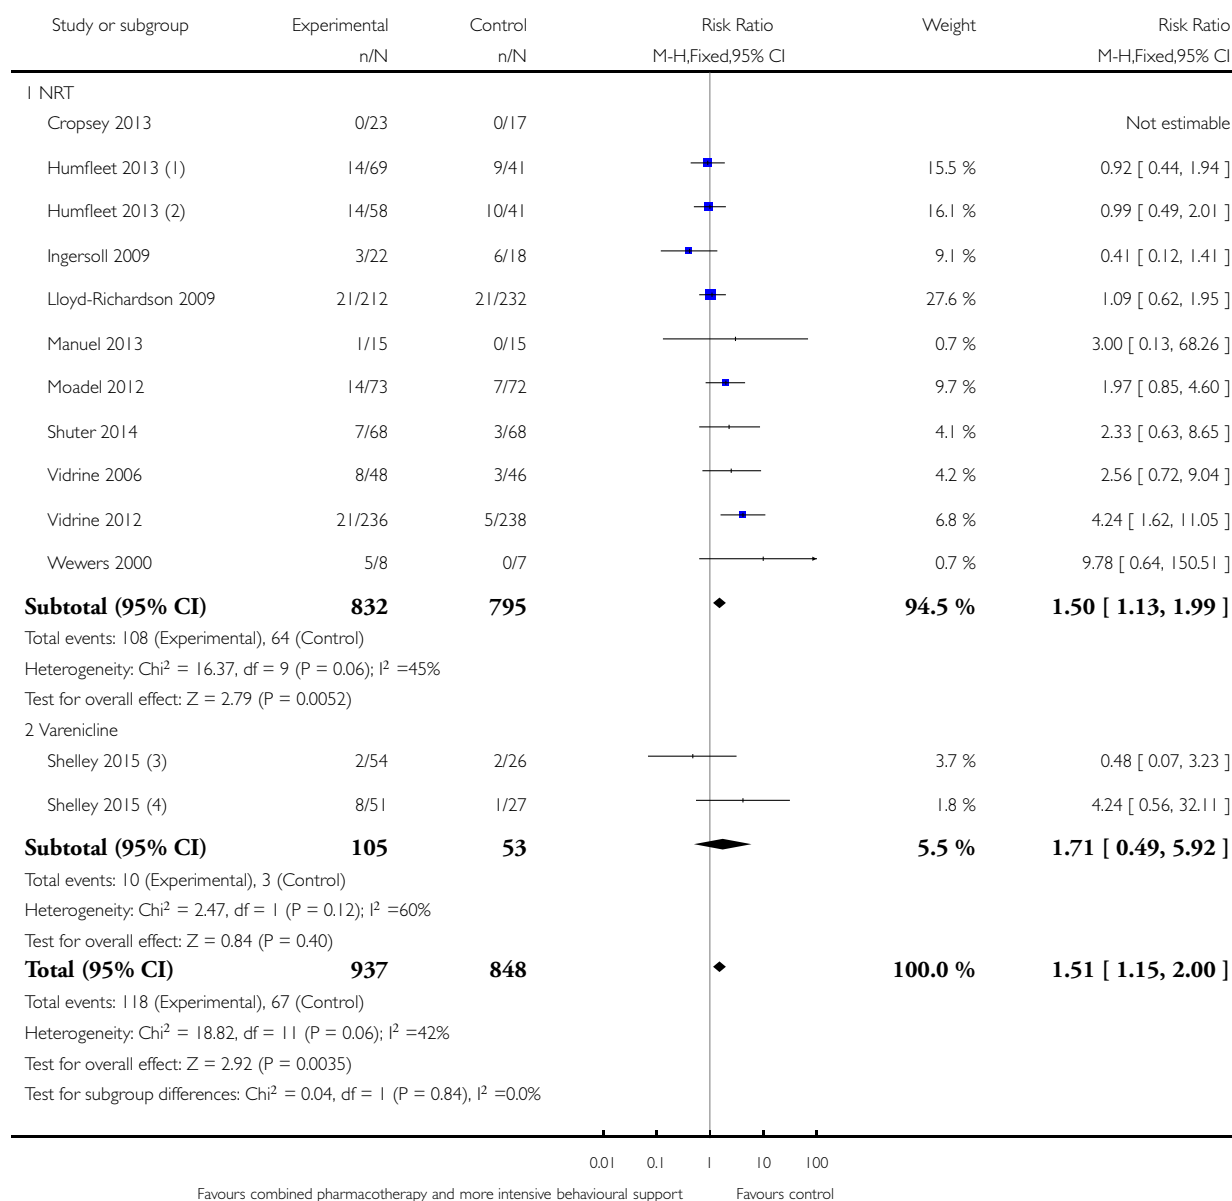 Study or subgroup Experimental Control Risk Ratio Weight Risk Ratio
n/N n/N M-H,Fixed,95% CI M-H,Fixed,95% CI
1 NRT
Cropsey 2013 0/23 0/17 Not estimable
Humfleet 2013 (1) 14/69 9/41 15.5 % 0.92 [ 0.44, 1.94 ]
Humfleet 2013 (2) 14/58 10/41 16.1 % 0.99 [ 0.49, 2.01 ]
Ingersoll 2009 3/22 6/18 9.1 % 0.41 [ 0.12, 1.41 ]
Lloyd-Richardson 2009 21/212 21/232 27.6 % 1.09 [ 0.62, 1.95 ]
Manuel 2013 1/15 0/15 0.7 % 3.00 [ 0.13, 68.26 ]
Moadel 2012 14/73 7/72 9.7 % 1.97 [ 0.85, 4.60 ]
Shuter 2014 7/68 3/68 4.1 % 2.33 [ 0.63, 8.65 ]
Vidrine 2006 8/48 3/46 4.2 % 2.56 [ 0.72, 9.04 ]
Vidrine 2012 21/236 5/238 6.8 % 4.24 [ 1.62, 11.05 ]
Wewers 2000 5/8 0/7 0.7 % 9.78 [ 0.64, 150.51 ]
Subtotal (95% CI) 832 795 94.5 % 1.50 [ 1.13, 1.99 ]
Total events: 108 (Experimental), 64 (Control)
Heterogeneity: Chi² = 16.37, df = 9 (P = 0.06); I² =45%
Test for overall effect: Z = 2.79 (P = 0.0052)
2 Varenicline
Shelley 2015 (3) 2/54 2/26 3.7 % 0.48 [ 0.07, 3.23 ]
Shelley 2015 (4) 8/51 1/27 1.8 % 4.24 [ 0.56, 32.11 ]
Subtotal (95% CI) 105 53 5.5 % 1.71 [ 0.49, 5.92 ]
Total events: 10 (Experimental), 3 (Control)
Heterogeneity: Chi² = 2.47, df = 1 (P = 0.12); I² =60%
Test for overall effect: Z = 0.84 (P = 0.40)
Total (95% CI) 937 848 100.0 % 1.51 [ 1.15, 2.00 ]
Total events: 118 (Experimental), 67 (Control)
Heterogeneity: Chi² = 18.82, df = 11 (P = 0.06); I² =42%
Test for overall effect: Z = 2.92 (P = 0.0035)
Test for subgroup differences: Chi² = 0.04, df = 1 (P = 0.84), I² =0.0%
0.01 0.1 1 10 100
Favours combined pharmacotherapy and more intensive behavioural support Favours control